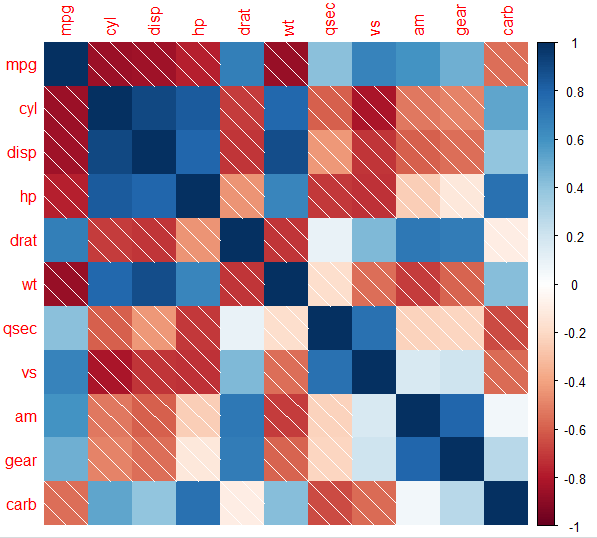 mpg cyl disp hp drat wt qsec vs am gear carb
mpg
cyl
disp
hp
drat
wt
qsec
vs
am
gear
carb
1
0.8
0.6
0.4
0.2
0
-0.2
-0.4
-0.6
-0.8
-1